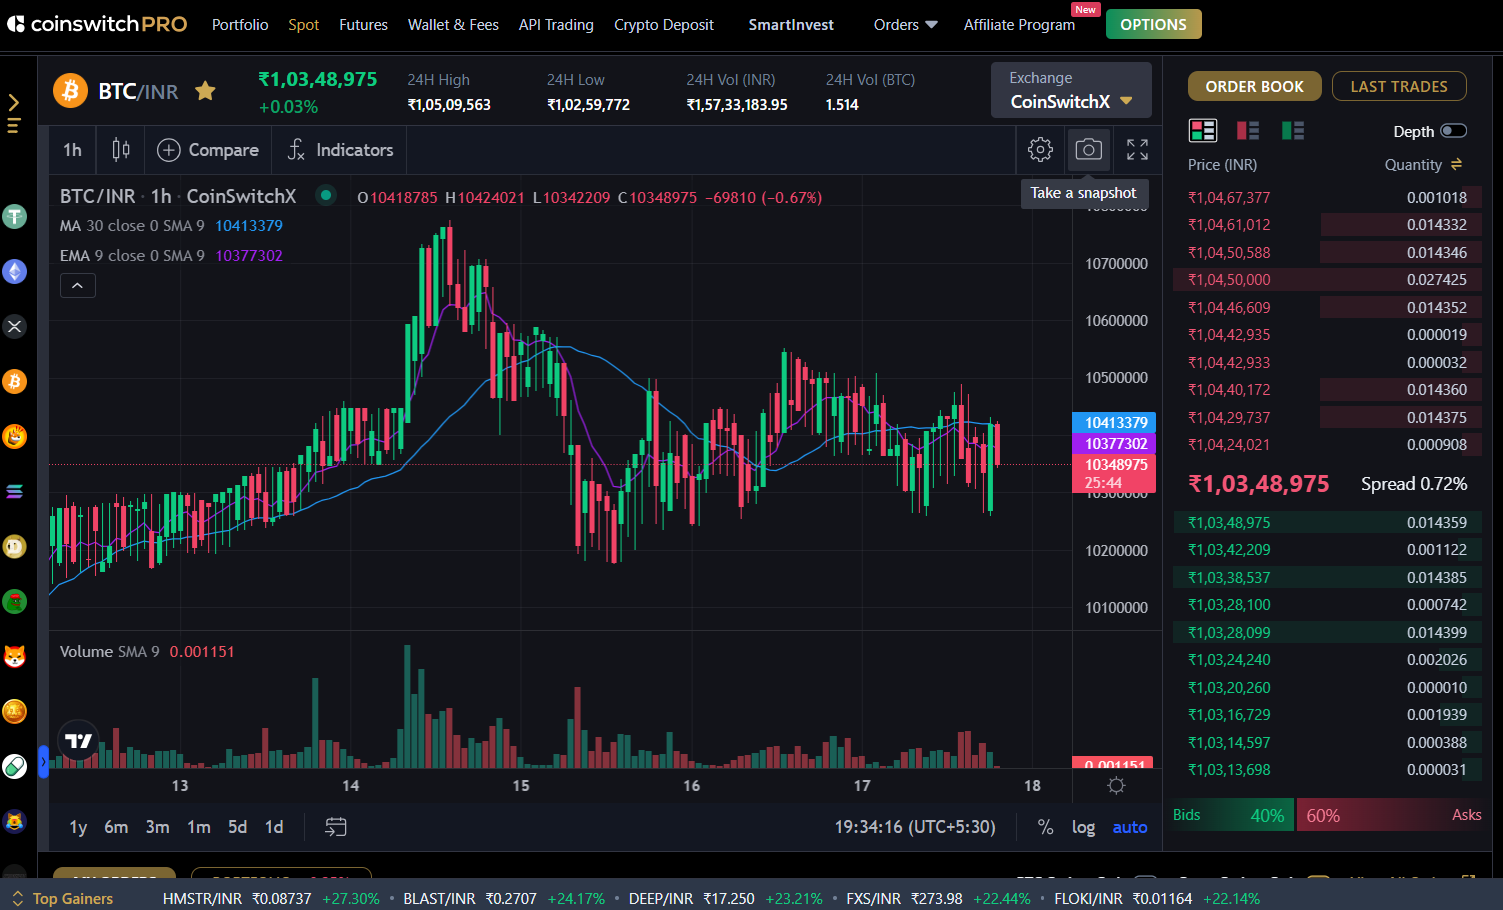 coinswitch PRO Portfolio Spot Futures Wallet & Fees API Trading Crypto Deposit SmartInvest Orders Affiliate Program New OPTIONS
BTC/INR
₹1,03,48,975
+0.03%
24H High
₹1,05,09,563
24H Low
₹1,02,59,772
24H Vol (INR)
₹1,57,33,183.95
24H Vol (BTC)
1.514
Exchange
CoinSwitchX
1h Compare Indicators
Take a snapshot
BTC/INR · 1h · CoinSwitchX O10418785 H10424021 L10342209 C10348975 −69810 (−0.67%)
MA 30 close 0 SMA 9 10413379
EMA 9 close 0 SMA 9 10377302
10700000
10600000
10500000
10413379
10377302
10348975
25:44
10300000
10200000
10100000
Volume SMA 9 0.001151
0.001151
13 14 15 16 17 18
1y 6m 3m 1m 5d 1d 19:34:16 (UTC+5:30) % log auto
ORDER BOOK LAST TRADES
Depth
Price (INR) Quantity
₹1,04,67,377 0.001018
₹1,04,61,012 0.014332
₹1,04,50,588 0.014346
₹1,04,50,000 0.027425
₹1,04,46,609 0.014352
₹1,04,42,935 0.000019
₹1,04,42,933 0.000032
₹1,04,40,172 0.014360
₹1,04,29,737 0.014375
₹1,04,24,021 0.000908
₹1,03,48,975 Spread 0.72%
₹1,03,48,975 0.014359
₹1,03,42,209 0.001122
₹1,03,38,537 0.014385
₹1,03,28,100 0.000742
₹1,03,28,099 0.014399
₹1,03,24,240 0.002026
₹1,03,20,260 0.000010
₹1,03,16,729 0.001939
₹1,03,14,597 0.000388
₹1,03,13,698 0.000031
Bids 40% 60% Asks
Top Gainers HMSTR/INR ₹0.08737 +27.30% • BLAST/INR ₹0.2707 +24.17% • DEEP/INR ₹17.250 +23.21% • FXS/INR ₹273.98 +22.44% • FLOKI/INR ₹0.01164 +22.14%